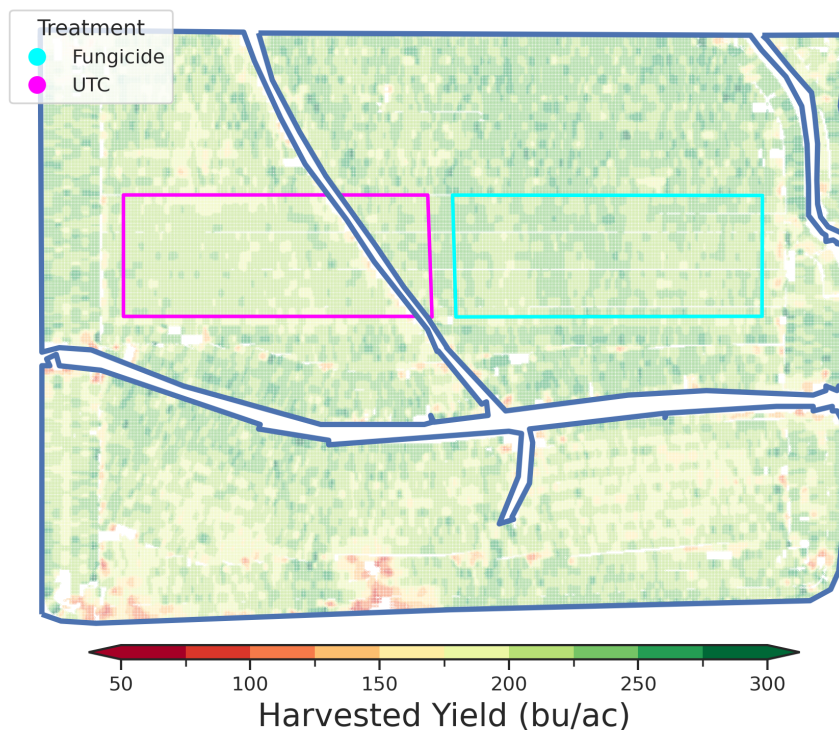 Treatment
Fungicide
UTC
50 100 150 200 250 300
Harvested Yield (bu/ac)